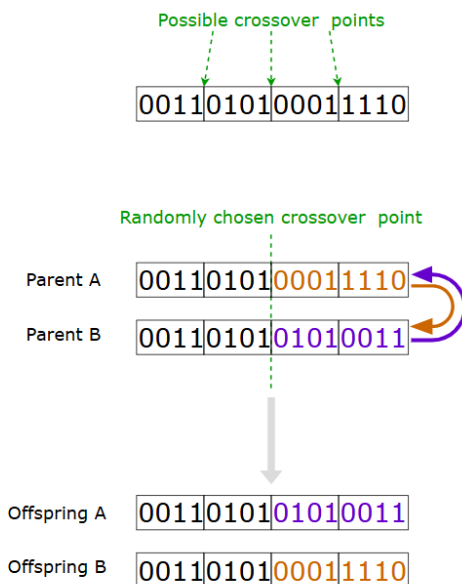 Possible crossover points
0011 0101 0001 1110
Randomly chosen crossover point
Parent A 0011 0101 0001 1110
Parent B 0011 0101 0101 0011
Offspring A 0011 0101 0101 0011
Offspring B 0011 0101 0001 1110